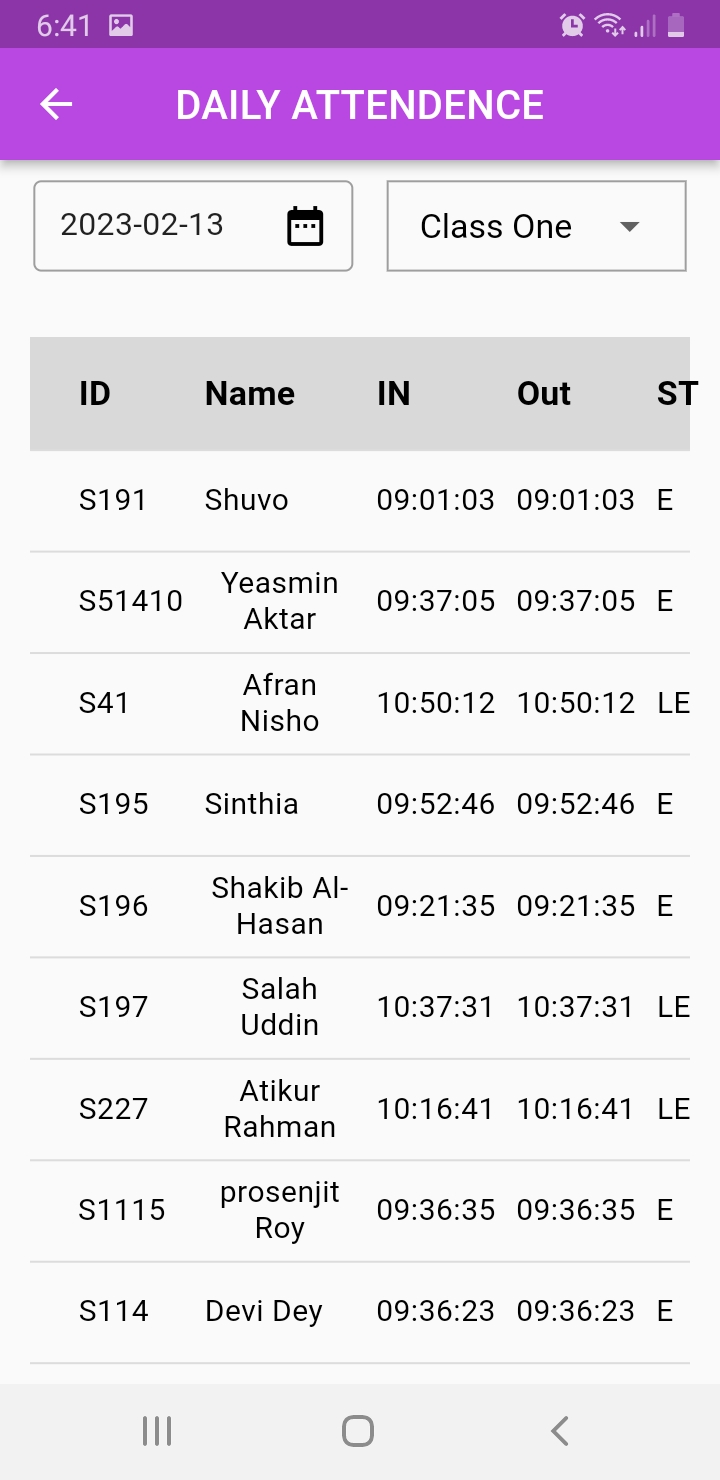 6:41
DAILY ATTENDENCE
2023-02-13 Class One
ID Name IN Out ST
S191 Shuvo 09:01:03 09:01:03 E
S51410 Yeasmin Aktar 09:37:05 09:37:05 E
S41 Afran Nisho 10:50:12 10:50:12 LE
S195 Sinthia 09:52:46 09:52:46 E
S196 Shakib Al-Hasan 09:21:35 09:21:35 E
S197 Salah Uddin 10:37:31 10:37:31 LE
S227 Atikur Rahman 10:16:41 10:16:41 LE
S1115 prosenjit Roy 09:36:35 09:36:35 E
S114 Devi Dey 09:36:23 09:36:23 E